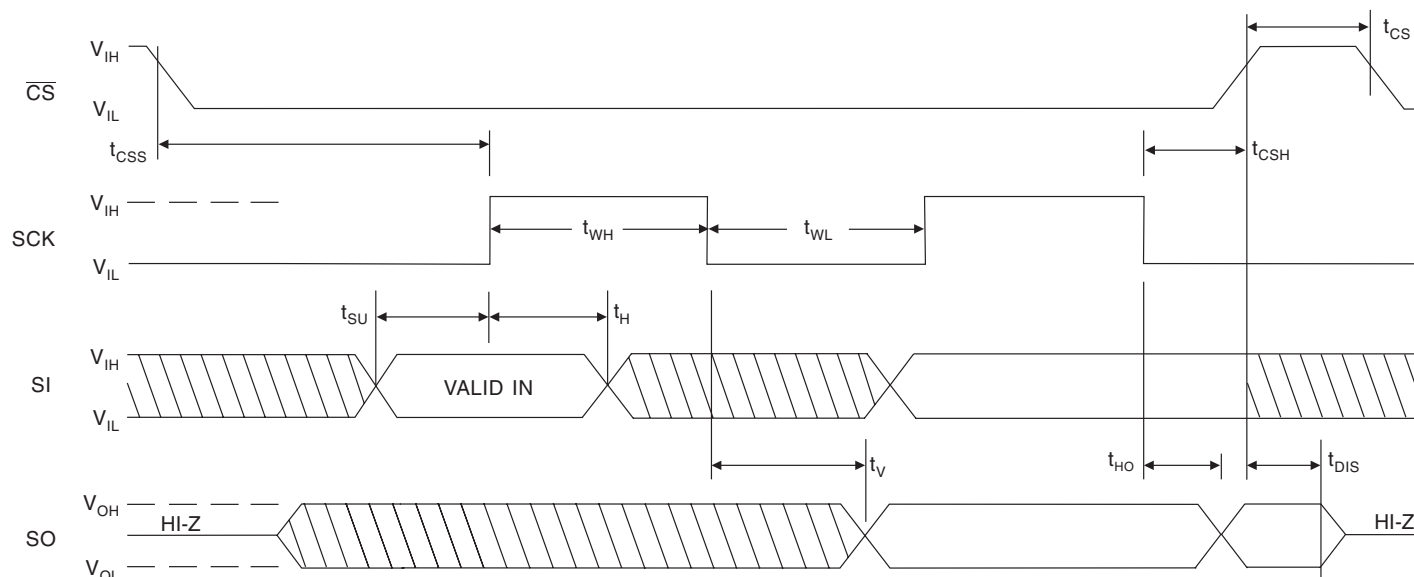 V_IH
t_CS
C̅S̅
V_IL
t_CSS
t_CSH
V_IH
t_WH
t_WL
SCK
V_IL
t_SU
t_H
V_IH
SI
VALID IN
V_IL
t_V
t_HO
t_DIS
V_OH
HI-Z
HI-Z
SO
V_OL